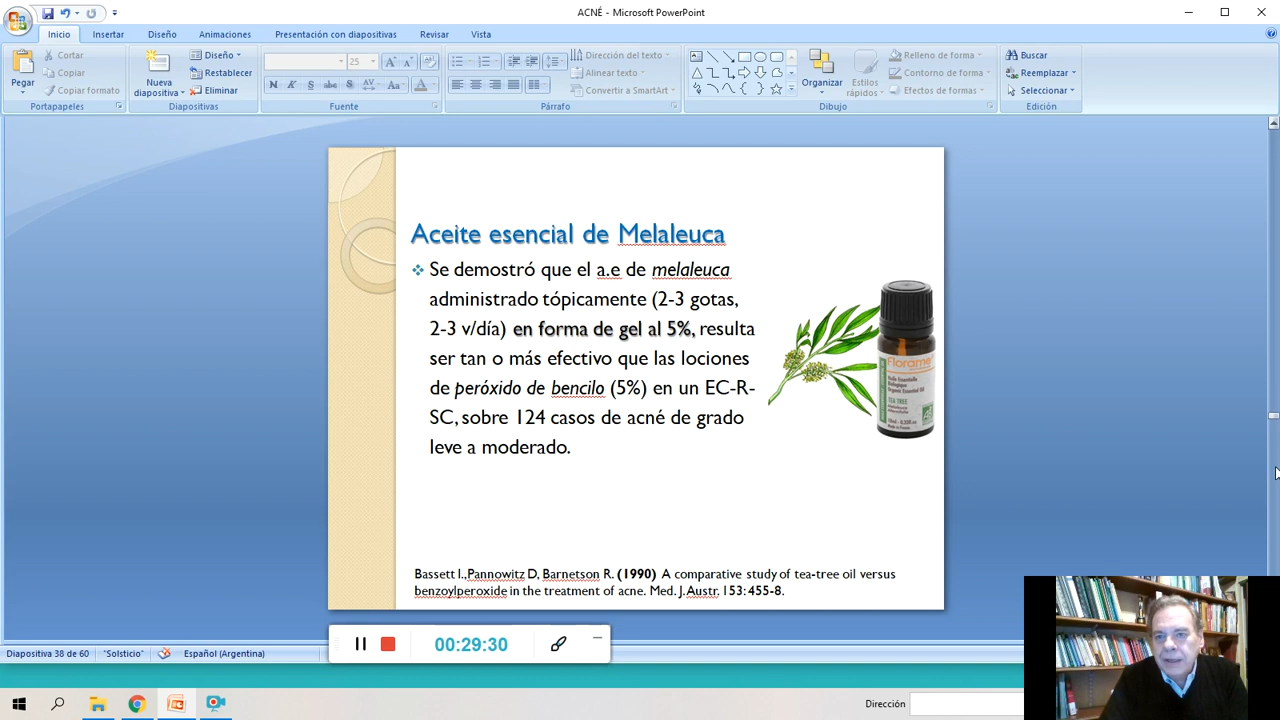 ACNÉ - Microsoft PowerPoint
Inicio Insertar Diseño Animaciones Presentación con diapositivas Revisar Vista
Pegar
Cortar
Copiar
Copiar formato
Portapapeles
Nueva
diapositiva
Diseño
Restablecer
Eliminar
Diapositivas
25
N K S abc AV Aa A
Fuente
Dirección del texto
Alinear texto
Convertir a SmartArt
Párrafo
Organizar
Estilos
rápidos
Relleno de forma
Contorno de forma
Efectos de formas
Dibujo
Buscar
Reemplazar
Seleccionar
Edición
Aceite esencial de Melaleuca
Se demostró que el a.e de melaleuca
administrado tópicamente (2-3 gotas,
2-3 v/día) en forma de gel al 5%, resulta
ser tan o más efectivo que las lociones
de peróxido de bencilo (5%) en un EC-R-
SC, sobre 124 casos de acné de grado
leve a moderado.
Florame
TEA TREE
Bassett I.,Pannowitz D, Barnetson R. (1990) A comparative study of tea-tree oil versus
benzoylperoxide in the treatment of acne. Med. J. Austr. 153: 455-8.
00:29:30
Diapositiva 38 de 60 "Solsticio" Español (Argentina)
Dirección